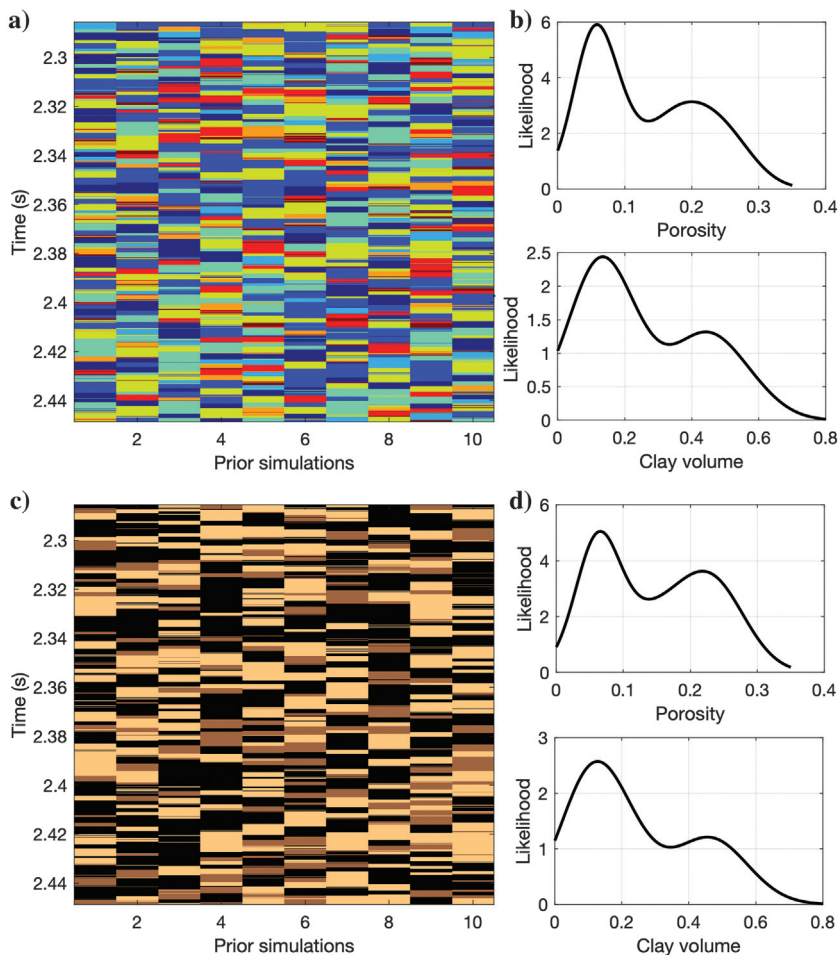 a)
2.3
2.32
2.34
2.36
2.38
2.4
2.42
2.44
Time (s)
2 4 6 8 10
Prior simulations
b)
6
4
2
0
Likelihood
0 0.1 0.2 0.3 0.4
Porosity
2.5
2
1.5
1
0.5
0
Likelihood
0 0.2 0.4 0.6 0.8
Clay volume
c)
2.3
2.32
2.34
2.36
2.38
2.4
2.42
2.44
Time (s)
2 4 6 8 10
Prior simulations
d)
6
4
2
0
Likelihood
0 0.1 0.2 0.3 0.4
Porosity
3
2
1
0
Likelihood
0 0.2 0.4 0.6 0.8
Clay volume